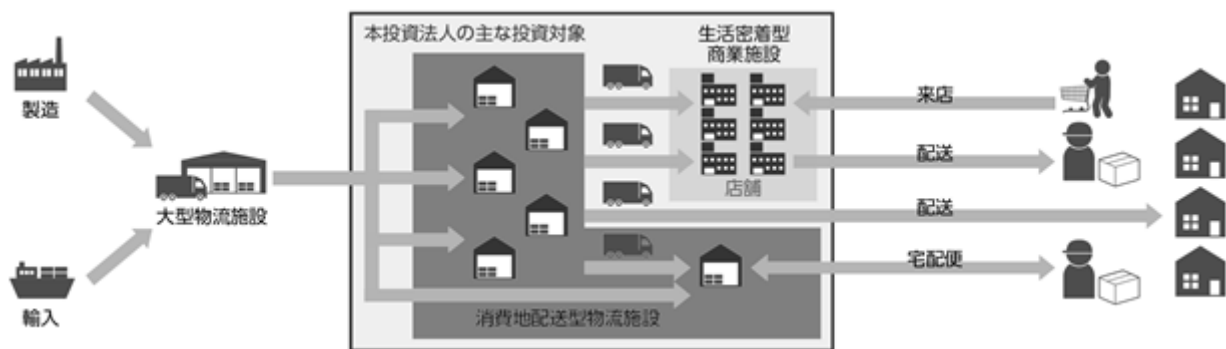 本投資法人の主な投資対象
生活密着型
商業施設
製造
大型物流施設
輸入
店舗
消費地配送型物流施設
来店
配送
配送
宅配便